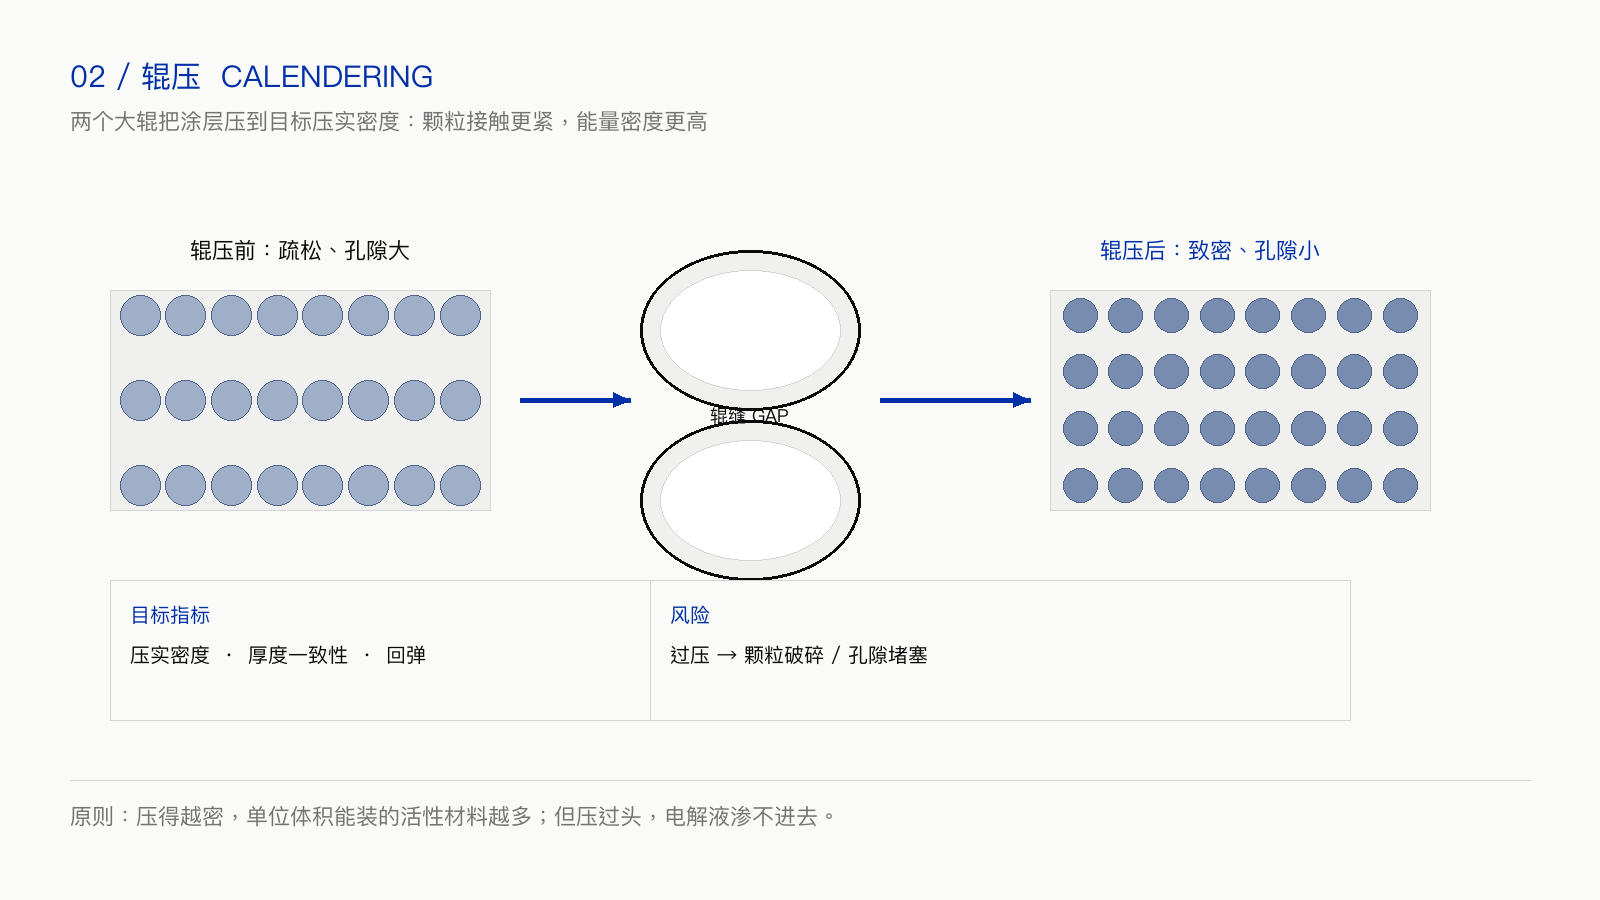 02 / 辊压 CALENDERING
两个大辊把涂层压到目标压实密度：颗粒接触更紧，能量密度更高
辊压前：疏松、孔隙大
辊压后：致密、孔隙小
辊缝 GAP
目标指标
压实密度 · 厚度一致性 · 回弹
风险
过压 → 颗粒破碎 / 孔隙堵塞
原则：压得越密，单位体积能装的活性材料越多；但压过头，电解液渗不进去。